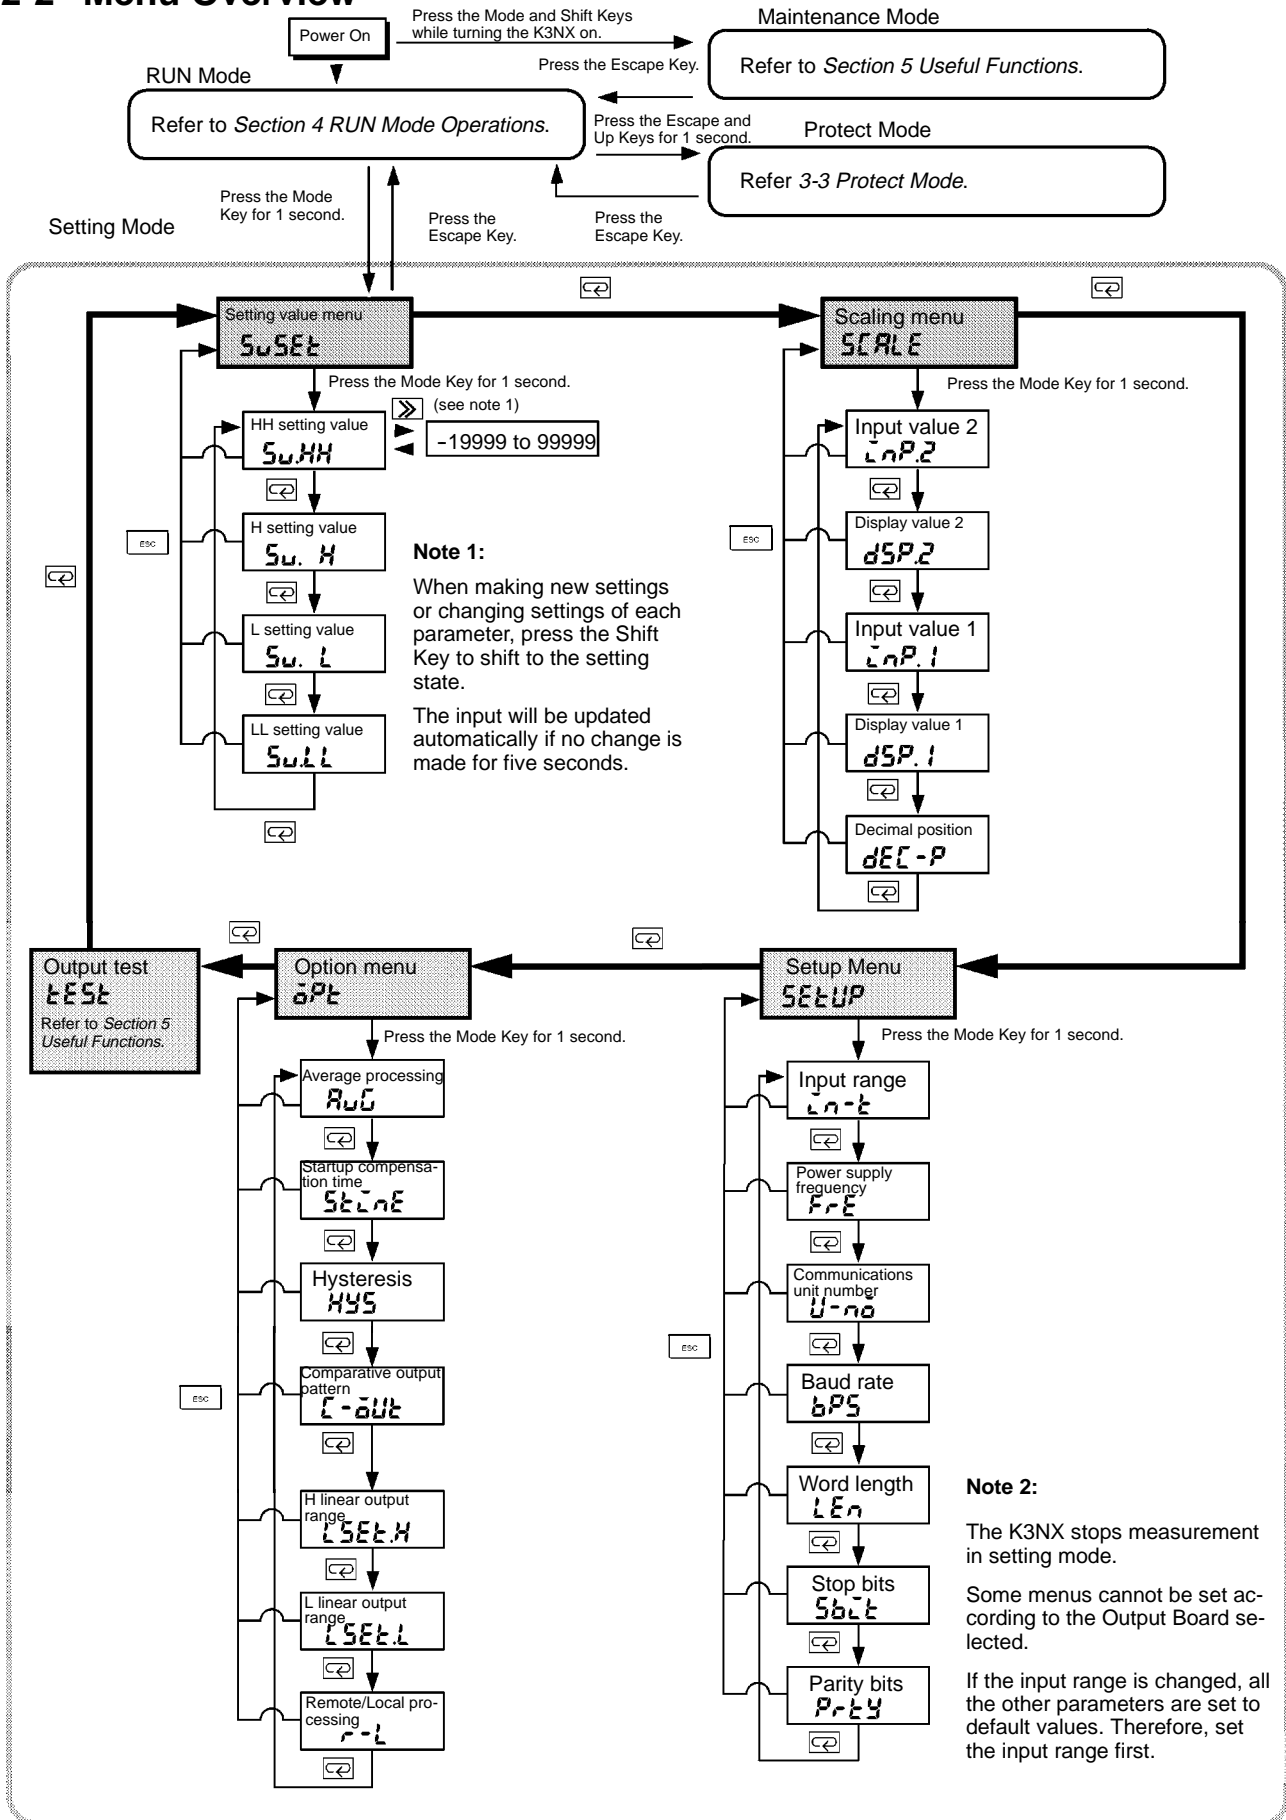 2-2 Menu Overview
Power On
Press the Mode and Shift Keys
while turning the K3NX on.
Maintenance Mode
Refer to Section 5 Useful Functions.
Press the Escape Key.
RUN Mode
Refer to Section 4 RUN Mode Operations.
Press the Escape and
Up Keys for 1 second.
Protect Mode
Refer 3-3 Protect Mode.
Press the Mode
Key for 1 second.
Press the
Escape Key.
Press the
Escape Key.
Setting Mode
Setting value menu
SvSEt
Press the Mode Key for 1 second.
HH setting value
Sv.HH
(see note 1)
−19999 to 99999
H setting value
Sv. H
L setting value
Sv. L
LL setting value
Sv.LL
ESC
Note 1:
When making new settings
or changing settings of each
parameter, press the Shift
Key to shift to the setting
state.
The input will be updated
automatically if no change is
made for five seconds.
Scaling menu
SCALE
Press the Mode Key for 1 second.
Input value 2
inP.2
Display value 2
dSP.2
Input value 1
inP.1
Display value 1
dSP.1
Decimal position
dEC-P
ESC
Output test
tESt
Refer to Section 5
Useful Functions.
Option menu
oPt
Press the Mode Key for 1 second.
Average processing
AvG
Startup compensa-
tion time
StinE
Hysteresis
HYS
Comparative output
pattern
C-oUt
H linear output
range
LSEt.H
L linear output
range
LSEt.L
Remote/Local pro-
cessing
r-L
ESC
Setup Menu
SEtUP
Press the Mode Key for 1 second.
Input range
in-t
Power supply
freguency
FrE
Communications
unit number
U-no
Baud rate
bPS
Word length
LEn
Stop bits
Sbit
Parity bits
PrtY
ESC
Note 2:
The K3NX stops measurement
in setting mode.
Some menus cannot be set ac-
cording to the Output Board se-
lected.
If the input range is changed, all
the other parameters are set to
default values. Therefore, set
the input range first.